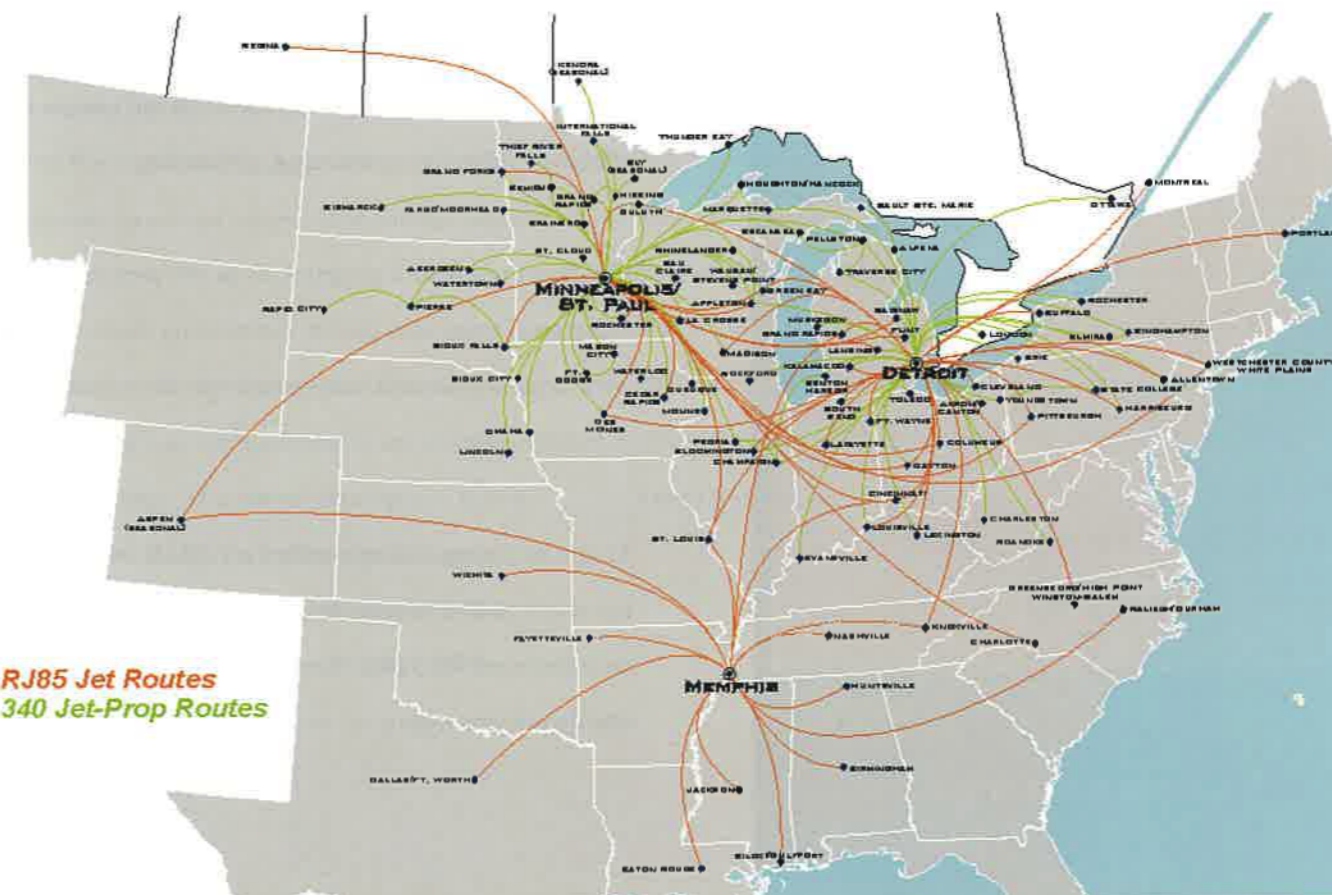 REGINA
KENORA
(SEASONAL)
INTERNATIONAL
FALLS
THUNDER BAY
THIEF RIVER
FALLS
GRAND FORKS
ELY
(SEASONAL)
BEMIDJI
GRAND
RAPIDS
HIBBING
DULUTH
HOUGHTON/HANCOCK
MONTREAL
OTTAWA
BISMARCK
FARGO/MOORHEAD
MARQUETTE
SAULT STE. MARIE
BRAINERD
ESCANABA
PELLSTON
ALPENA
ST. CLOUD
RHINELANDER
ABERDEEN
EAU
CLAIRE
WAUSAU/
STEVENS POINT
TRAVERSE CITY
WATERTOWN
MINNEAPOLIS/
ST. PAUL
GREEN BAY
APPLETON
RAPID CITY
PIERRE
ROCHESTER
LA CROSSE
MUSKEGON
SAGINAW
ROCHESTER
BUFFALO
GRAND RAPIDS
FLINT
LONDON
ELMIRA
BINGHAMPTON
SIOUX FALLS
MASON
CITY
MADISON
LANSING
ERIE
WESTCHESTER COUNTY
WHITE PLAINS
SIOUX CITY
FT.
DODGE
WATERLOO
ROCKFORD
KALAMAZOO
DETROIT
ALLENTOWN
CEDAR
RAPIDS
DUBUQUE
BENTON
HARBOR
CLEVELAND
STATE COLLEGE
MOLINE
SOUTH
BEND
TOLEDO
AKRON/
CANTON
YOUNGSTOWN
HARRISBURG
DES
MOINES
FT. WAYNE
PITTSBURGH
OMAHA
LINCOLN
PEORIA
BLOOMINGTON
CHAMPAIGN
LAFAYETTE
COLUMBUS
DAYTON
CINCINNATI
ASPEN
(SEASONAL)
LOUISVILLE
LEXINGTON
CHARLESTON
ROANOKE
ST. LOUIS
EVANSVILLE
WICHITA
GREENSBORO/HIGH POINT
WINSTON-SALEM
RALEIGH/DURHAM
FAYETTEVILLE
NASHVILLE
KNOXVILLE
CHARLOTTE
MEMPHIS
HUNTSVILLE
RJ85 Jet Routes
340 Jet-Prop Routes
DALLAS/FT. WORTH
BIRMINGHAM
JACKSON
BATON ROUGE
BILOXI/GULFPORT